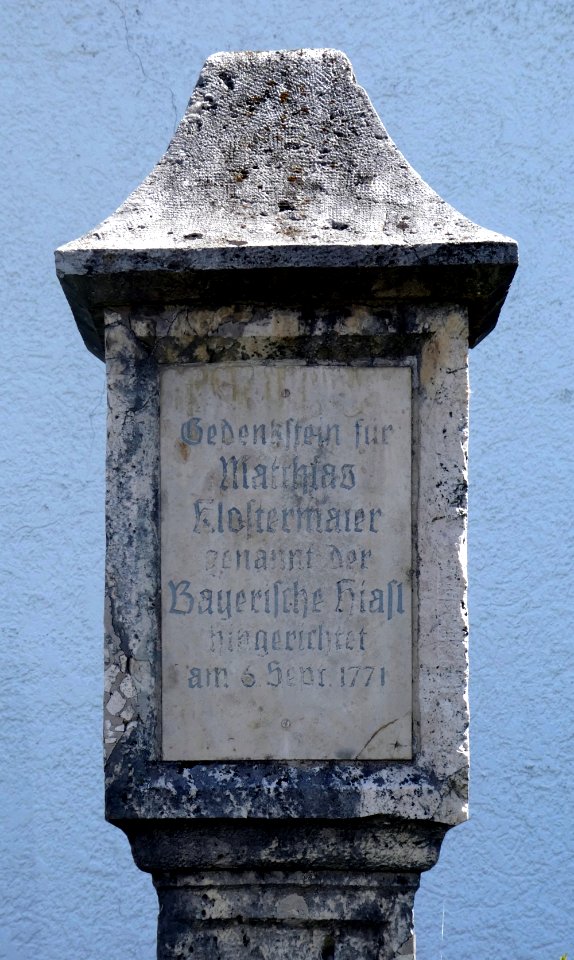 Gedenkstein für
Matthias
Klostermaier
genannt der
Bayerische Hiasl
hingerichtet
am 6. Sept. 1771